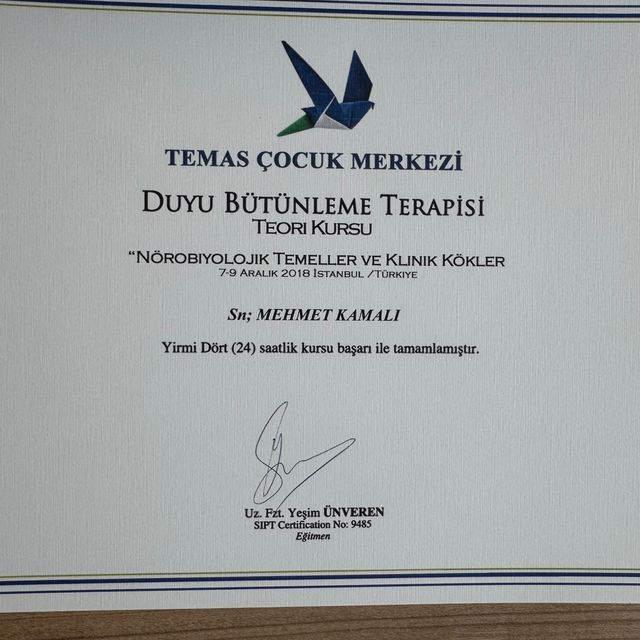 TEMAS ÇOCUK MERKEZİ
DUYU BÜTÜNLEME TERAPİSİ
TEORI KURSU
“NÖROBIYOLOJIK TEMELLER VE KLINIK KÖKLER
7-9 ARALIK 2018 İSTANBUL /TÜRKIYE
Sn; MEHMET KAMALI
Yirmi Dört (24) saatlik kursu başarı ile tamamlamıştır.
Uz. Fzt. Yeşim ÜNVEREN
SIPT Certification No: 9485
Eğitmen